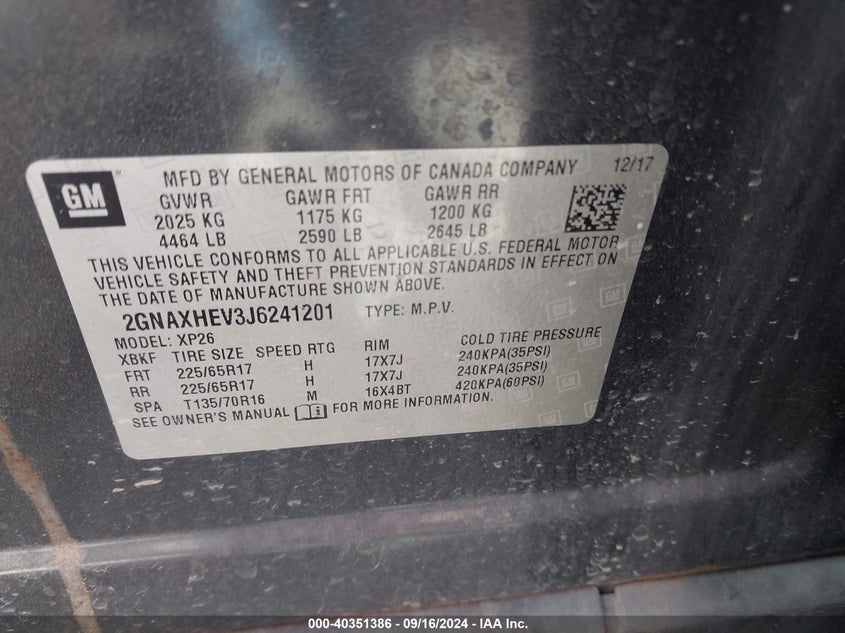 GM
MFD BY GENERAL MOTORS OF CANADA COMPANY 12/17
GVWR GAWR FRT GAWR RR
2025 KG 1175 KG 1200 KG
4464 LB 2590 LB 2645 LB
THIS VEHICLE CONFORMS TO ALL APPLICABLE U.S. FEDERAL MOTOR
VEHICLE SAFETY AND THEFT PREVENTION STANDARDS IN EFFECT ON
THE DATE OF MANUFACTURE SHOWN ABOVE.
2GNAXHEV3J6241201 TYPE: M.P.V.
MODEL: XP26
XBKF TIRE SIZE SPEED RTG RIM COLD TIRE PRESSURE
FRT 225/65R17 H 17X7J 240KPA(35PSI)
RR 225/65R17 H 17X7J 240KPA(35PSI)
SPA T135/70R16 M 16X4BT 420KPA(60PSI)
SEE OWNER'S MANUAL FOR MORE INFORMATION.
000-40351386 - 09/16/2024 - IAA Inc.